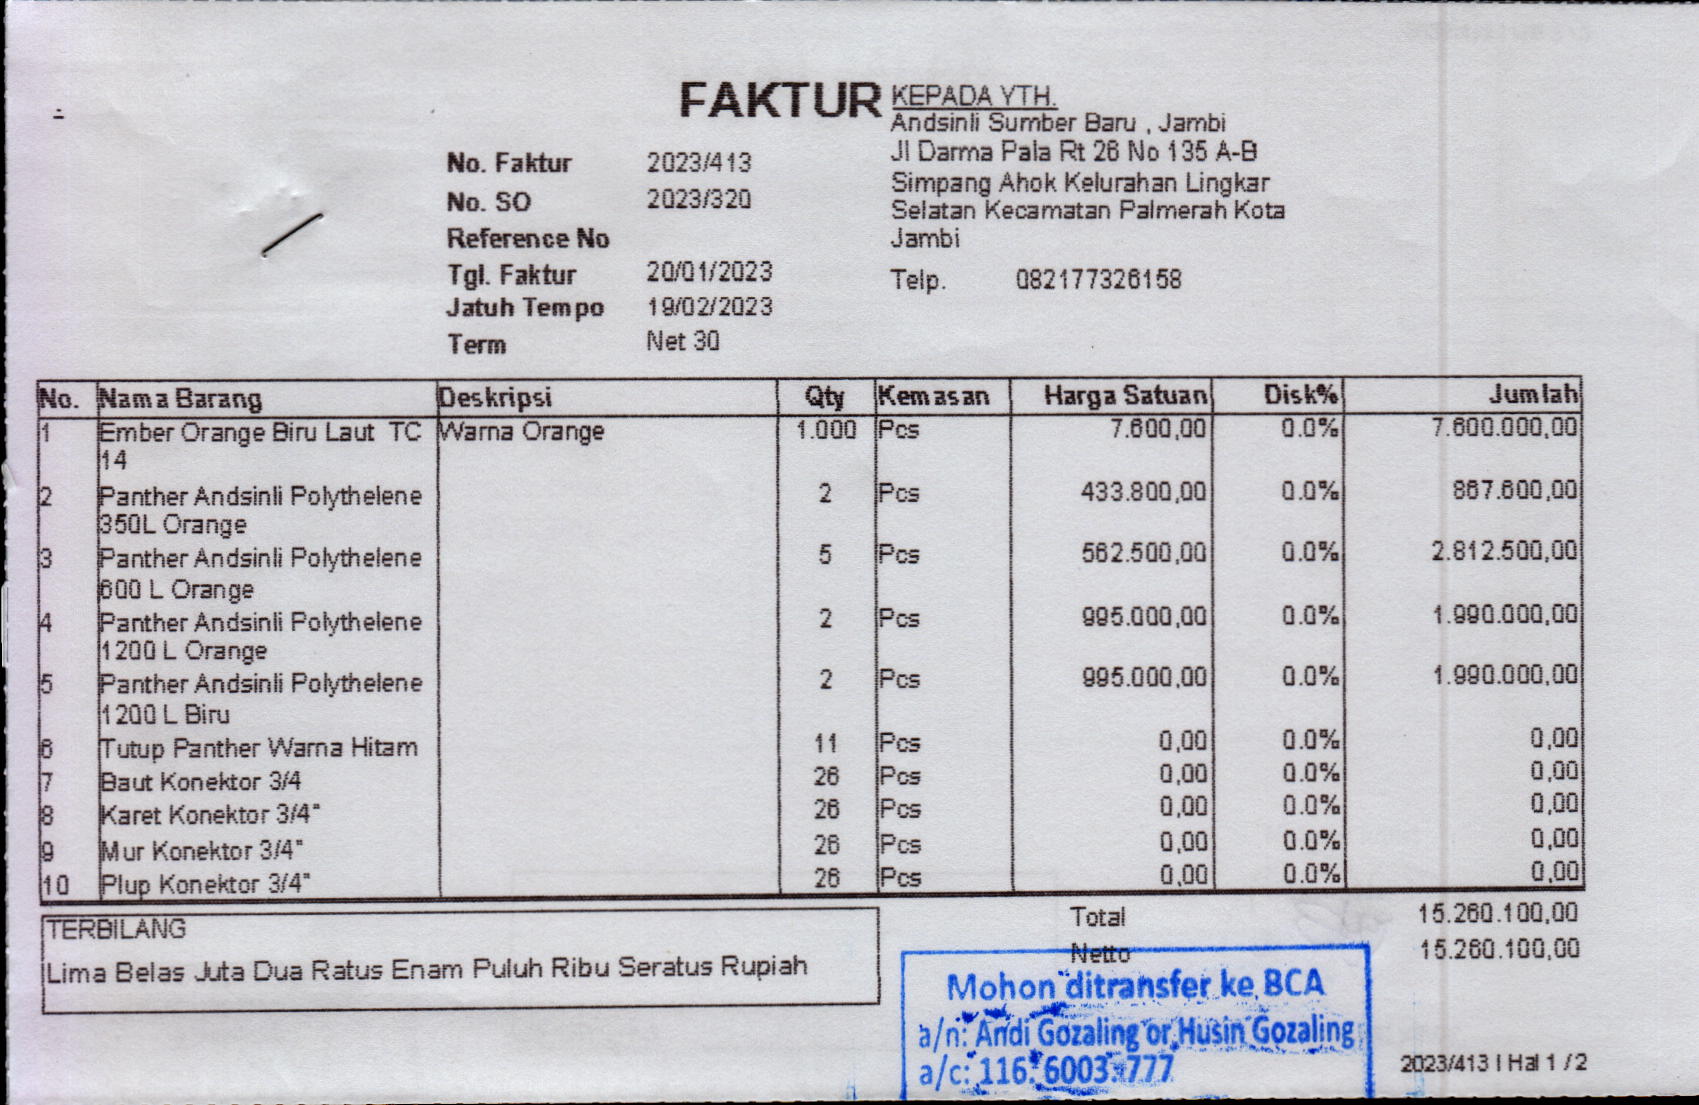 FAKTUR
KEPADA YTH.
Andsinli Sumber Baru , Jambi
Jl Darma Pala Rt 26 No 135 A-B
Simpang Ahok Kelurahan Lingkar
Selatan Kecamatan Palmerah Kota
Jambi
Telp. 082177326158
No. Faktur 2023/413
No. SO 2023/320
Reference No
Tgl. Faktur 20/01/2023
Jatuh Tempo 19/02/2023
Term Net 30
No. Nama Barang Deskripsi Qty Kemasan Harga Satuan Disk% Jumlah
1 Ember Orange Biru Laut TC Warna Orange 1.000 Pcs 7.600,00 0.0% 7.600.000,00
14
2 Panther Andsinli Polythelene 2 Pcs 433.800,00 0.0% 867.600,00
350L Orange
3 Panther Andsinli Polythelene 5 Pcs 562.500,00 0.0% 2.812.500,00
600 L Orange
4 Panther Andsinli Polythelene 2 Pcs 995.000,00 0.0% 1.990.000,00
1200 L Orange
5 Panther Andsinli Polythelene 2 Pcs 995.000,00 0.0% 1.990.000,00
1200 L Biru
6 Tutup Panther Warna Hitam 11 Pcs 0,00 0.0% 0,00
7 Baut Konektor 3/4 26 Pcs 0,00 0.0% 0,00
8 Karet Konektor 3/4" 26 Pcs 0,00 0.0% 0,00
9 Mur Konektor 3/4" 26 Pcs 0,00 0.0% 0,00
10 Plup Konektor 3/4" 26 Pcs 0,00 0.0% 0,00
TERBILANG
Lima Belas Juta Dua Ratus Enam Puluh Ribu Seratus Rupiah
Total 15.260.100,00
Netto 15.260.100,00
Mohon ditransfer ke BCA
a/n: Andi Gozaling or Husin Gozaling
a/c: 116. 6003. 777
2023/413 | Hal 1 / 2